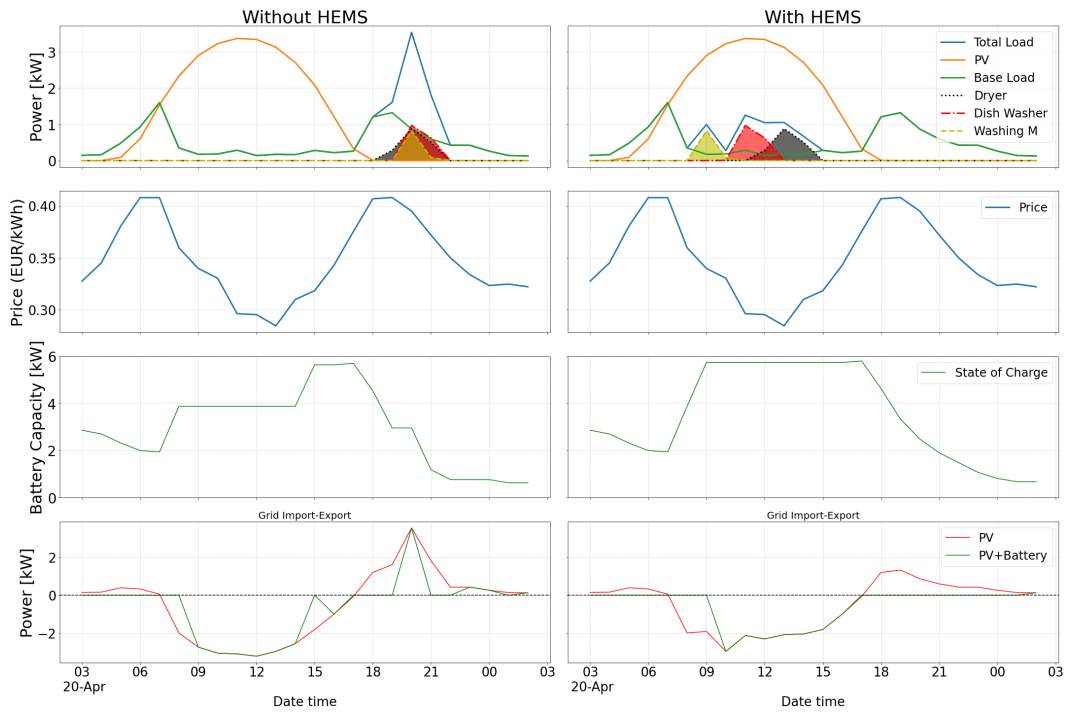 Without HEMS
With HEMS
Power [kW]
3
2
1
0
Total Load
PV
Base Load
Dryer
Dish Washer
Washing M
Price (EUR/kWh)
0.40
0.35
0.30
Price
Battery Capacity [kW]
6
4
2
0
State of Charge
Grid Import-Export
Grid Import-Export
Power [kW]
2
0
−2
PV
PV+Battery
03 06 09 12 15 18 21 00 03
20-Apr
Date time
03 06 09 12 15 18 21 00 03
20-Apr
Date time